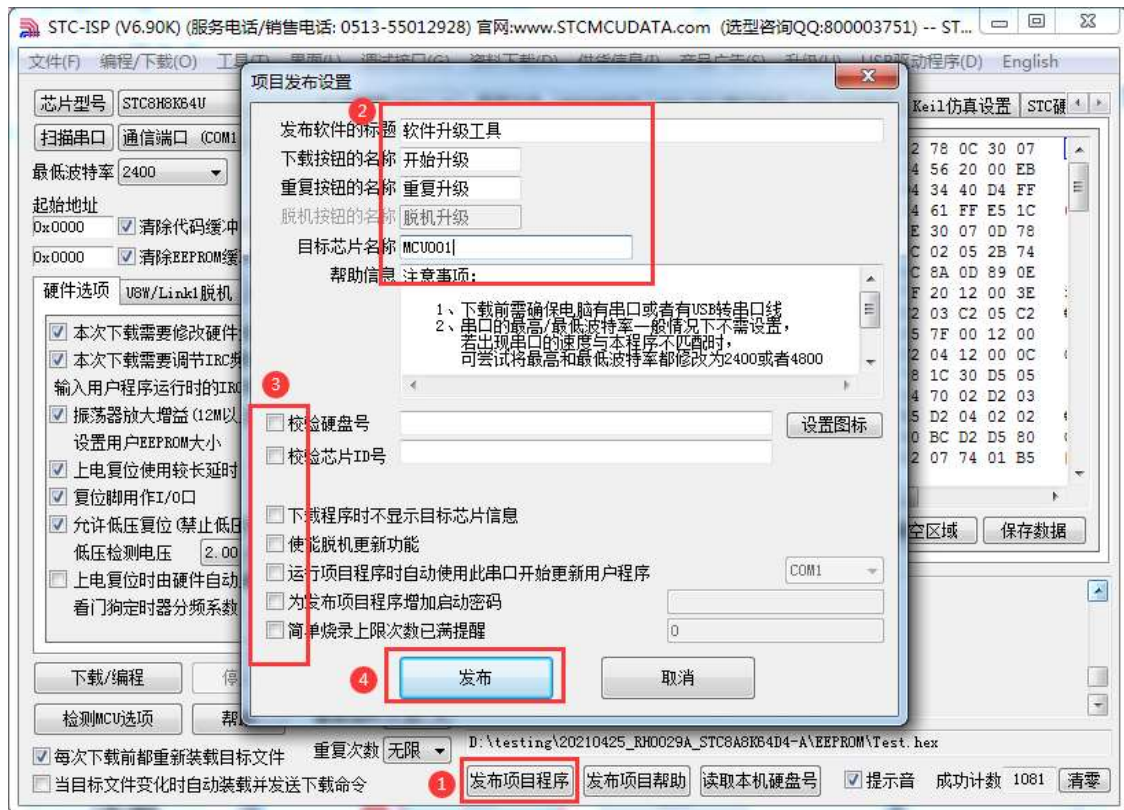 STC-ISP (V6.90K) (服务电话/销售电话: 0513-55012928) 官网:www.STCMCUDATA.com (选型咨询QQ:800003751) -- ST...
文件(F) 编程/下载(O) English
芯片型号 STC8H8K64U
扫描串口 通信端口 (COM1
最低波特率 2400
起始地址
0x0000 清除代码缓冲
0x0000 清除EEPROM缓
硬件选项 U8W/Link1脱机
本次下载需要修改硬件
本次下载需要调节IRC频
输入用户程序运行时的IRC
振荡器放大增益(12M以
设置用户EEPROM大小
上电复位使用较长延时
复位脚用作I/O口
允许低压复位(禁止低压
低压检测电压 2.00
上电复位时由硬件自动
看门狗定时器分频系数
下载/编程 停
检测MCU选项 帮
每次下载前都重新装载目标文件
当目标文件变化时自动装载并发送下载命令
项目发布设置
2
发布软件的标题 软件升级工具
下载按钮的名称 开始升级
重复按钮的名称 重复升级
脱机按钮的名称 脱机升级
目标芯片名称 MCU001
帮助信息 注意事项:
1、下载前需确保电脑有串口或者有USB转串口线
2、串口的最高/最低波特率一般情况下不需设置,
若出现串口的速度与本程序不匹配时,
可尝试将最高和最低波特率都修改为2400或者4800
3
校验硬盘号 设置图标
校验芯片ID号
下载程序时不显示目标芯片信息
使能脱机更新功能
运行项目程序时自动使用此串口开始更新用户程序 COM1
为发布项目程序增加启动密码
简单烧录上限次数已满提醒 0
4 发布 取消
Keil仿真设置 STC硬
2 78 0C 30 07
4 56 20 00 EB
4 34 40 D4 FF
4 61 FF E5 1C
E 30 07 0D 78
C 02 05 2B 74
C 8A 0D 89 0E
F 20 12 00 3E
2 03 C2 05 C2
5 7F 00 12 00
2 04 12 00 0C
8 1C 30 D5 05
4 70 02 D2 03
5 D2 04 02 02
0 BC D2 D5 80
2 07 74 01 B5
空区域 保存数据
重复次数 无限
D:\testing\20210425_RH0029A_STC8A8K64D4-A\EEPROM\Test.hex
1 发布项目程序 发布项目帮助 读取本机硬盘号 提示音 成功计数 1081 清零